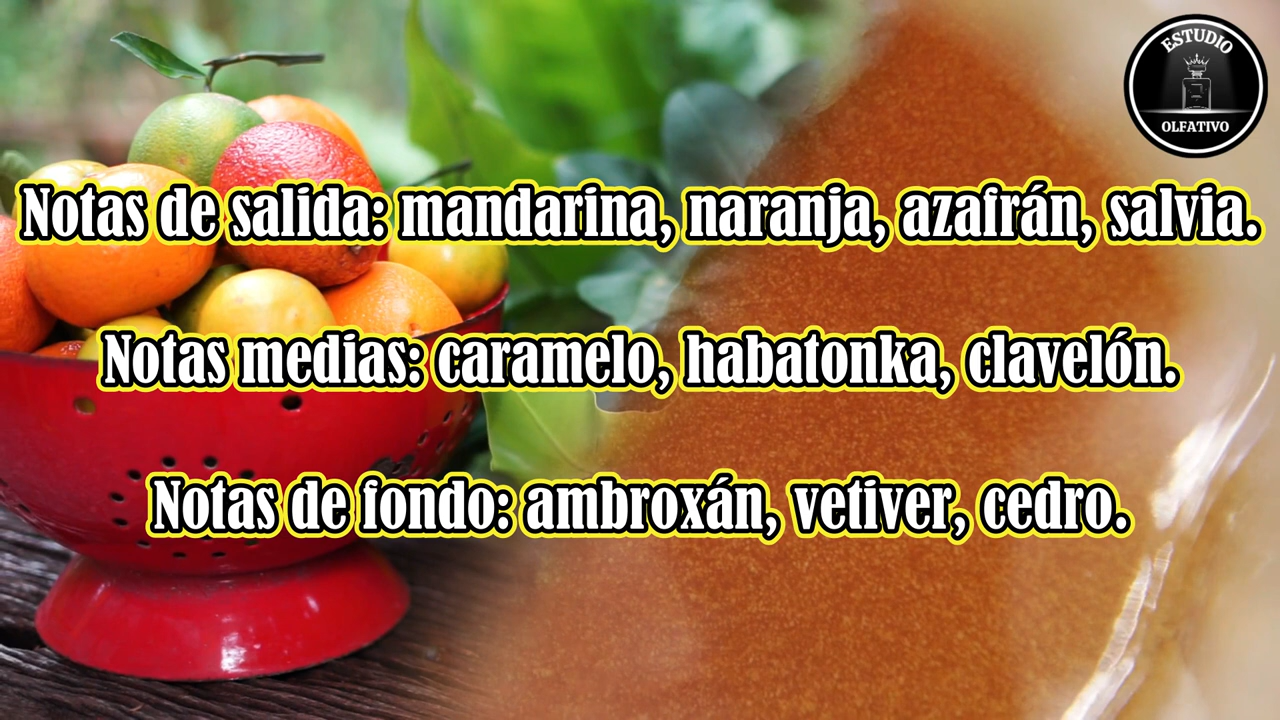 ESTUDIO
OLFATIVO
Notas de salida: mandarina, naranja, azafrán, salvia.
Notas medias: caramelo, habatonka, clavelón.
Notas de fondo: ambroxán, vetiver, cedro.